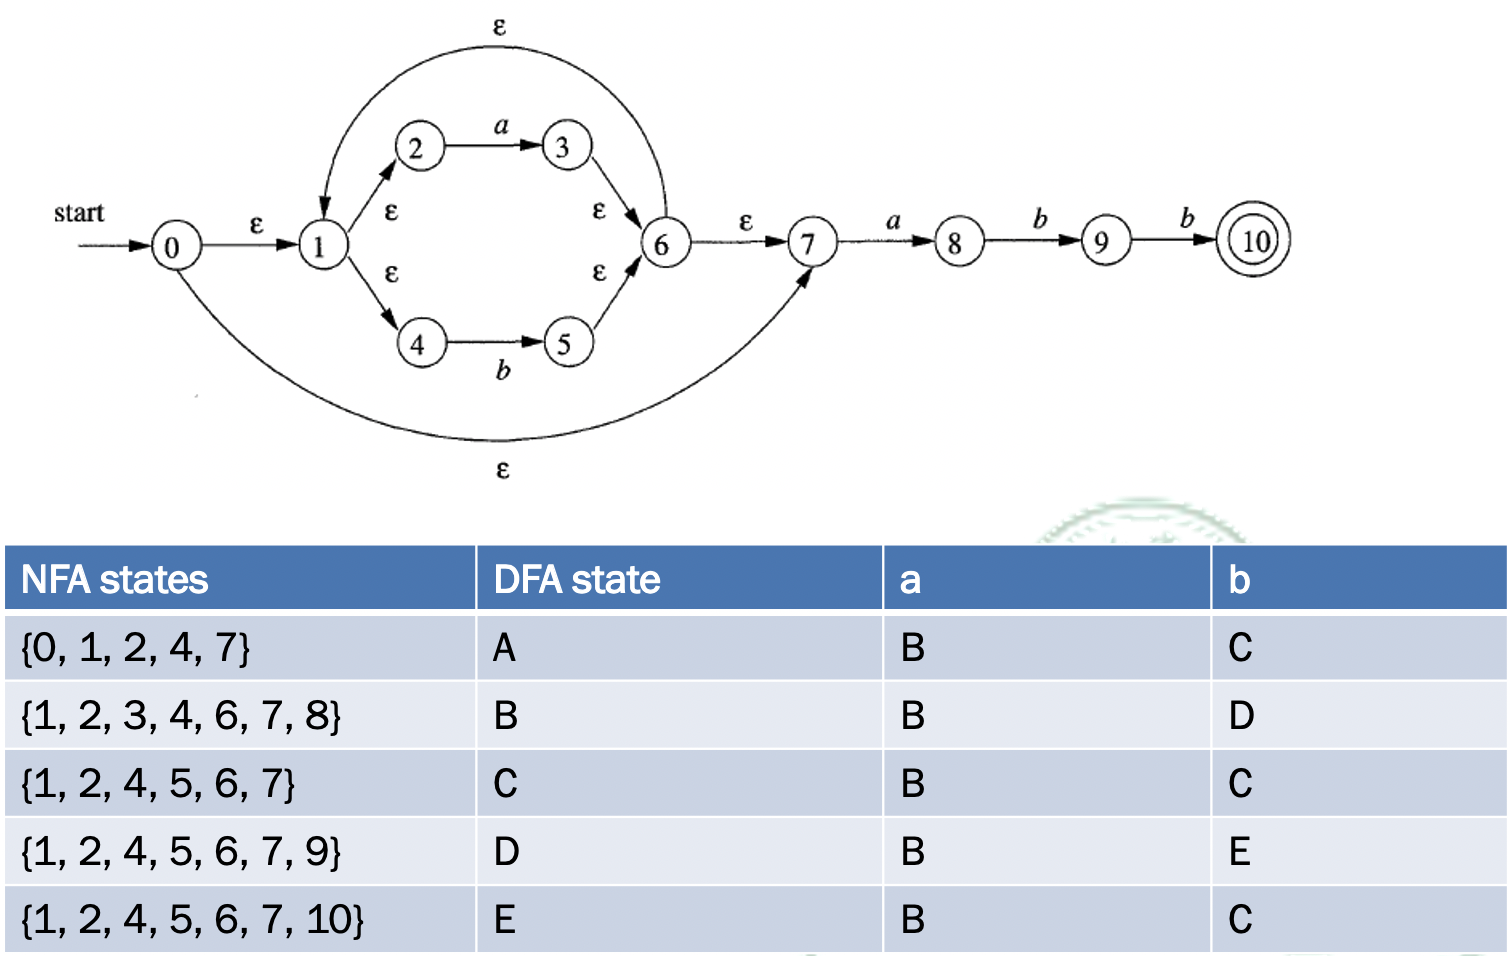 ε
2 a 3
start
ε ε ε ε a b b
0 1 6 7 8 9 10
ε ε
4 5
b
ε
NFA states DFA state a b
{0, 1, 2, 4, 7} A B C
{1, 2, 3, 4, 6, 7, 8} B B D
{1, 2, 4, 5, 6, 7} C B C
{1, 2, 4, 5, 6, 7, 9} D B E
{1, 2, 4, 5, 6, 7, 10} E B C